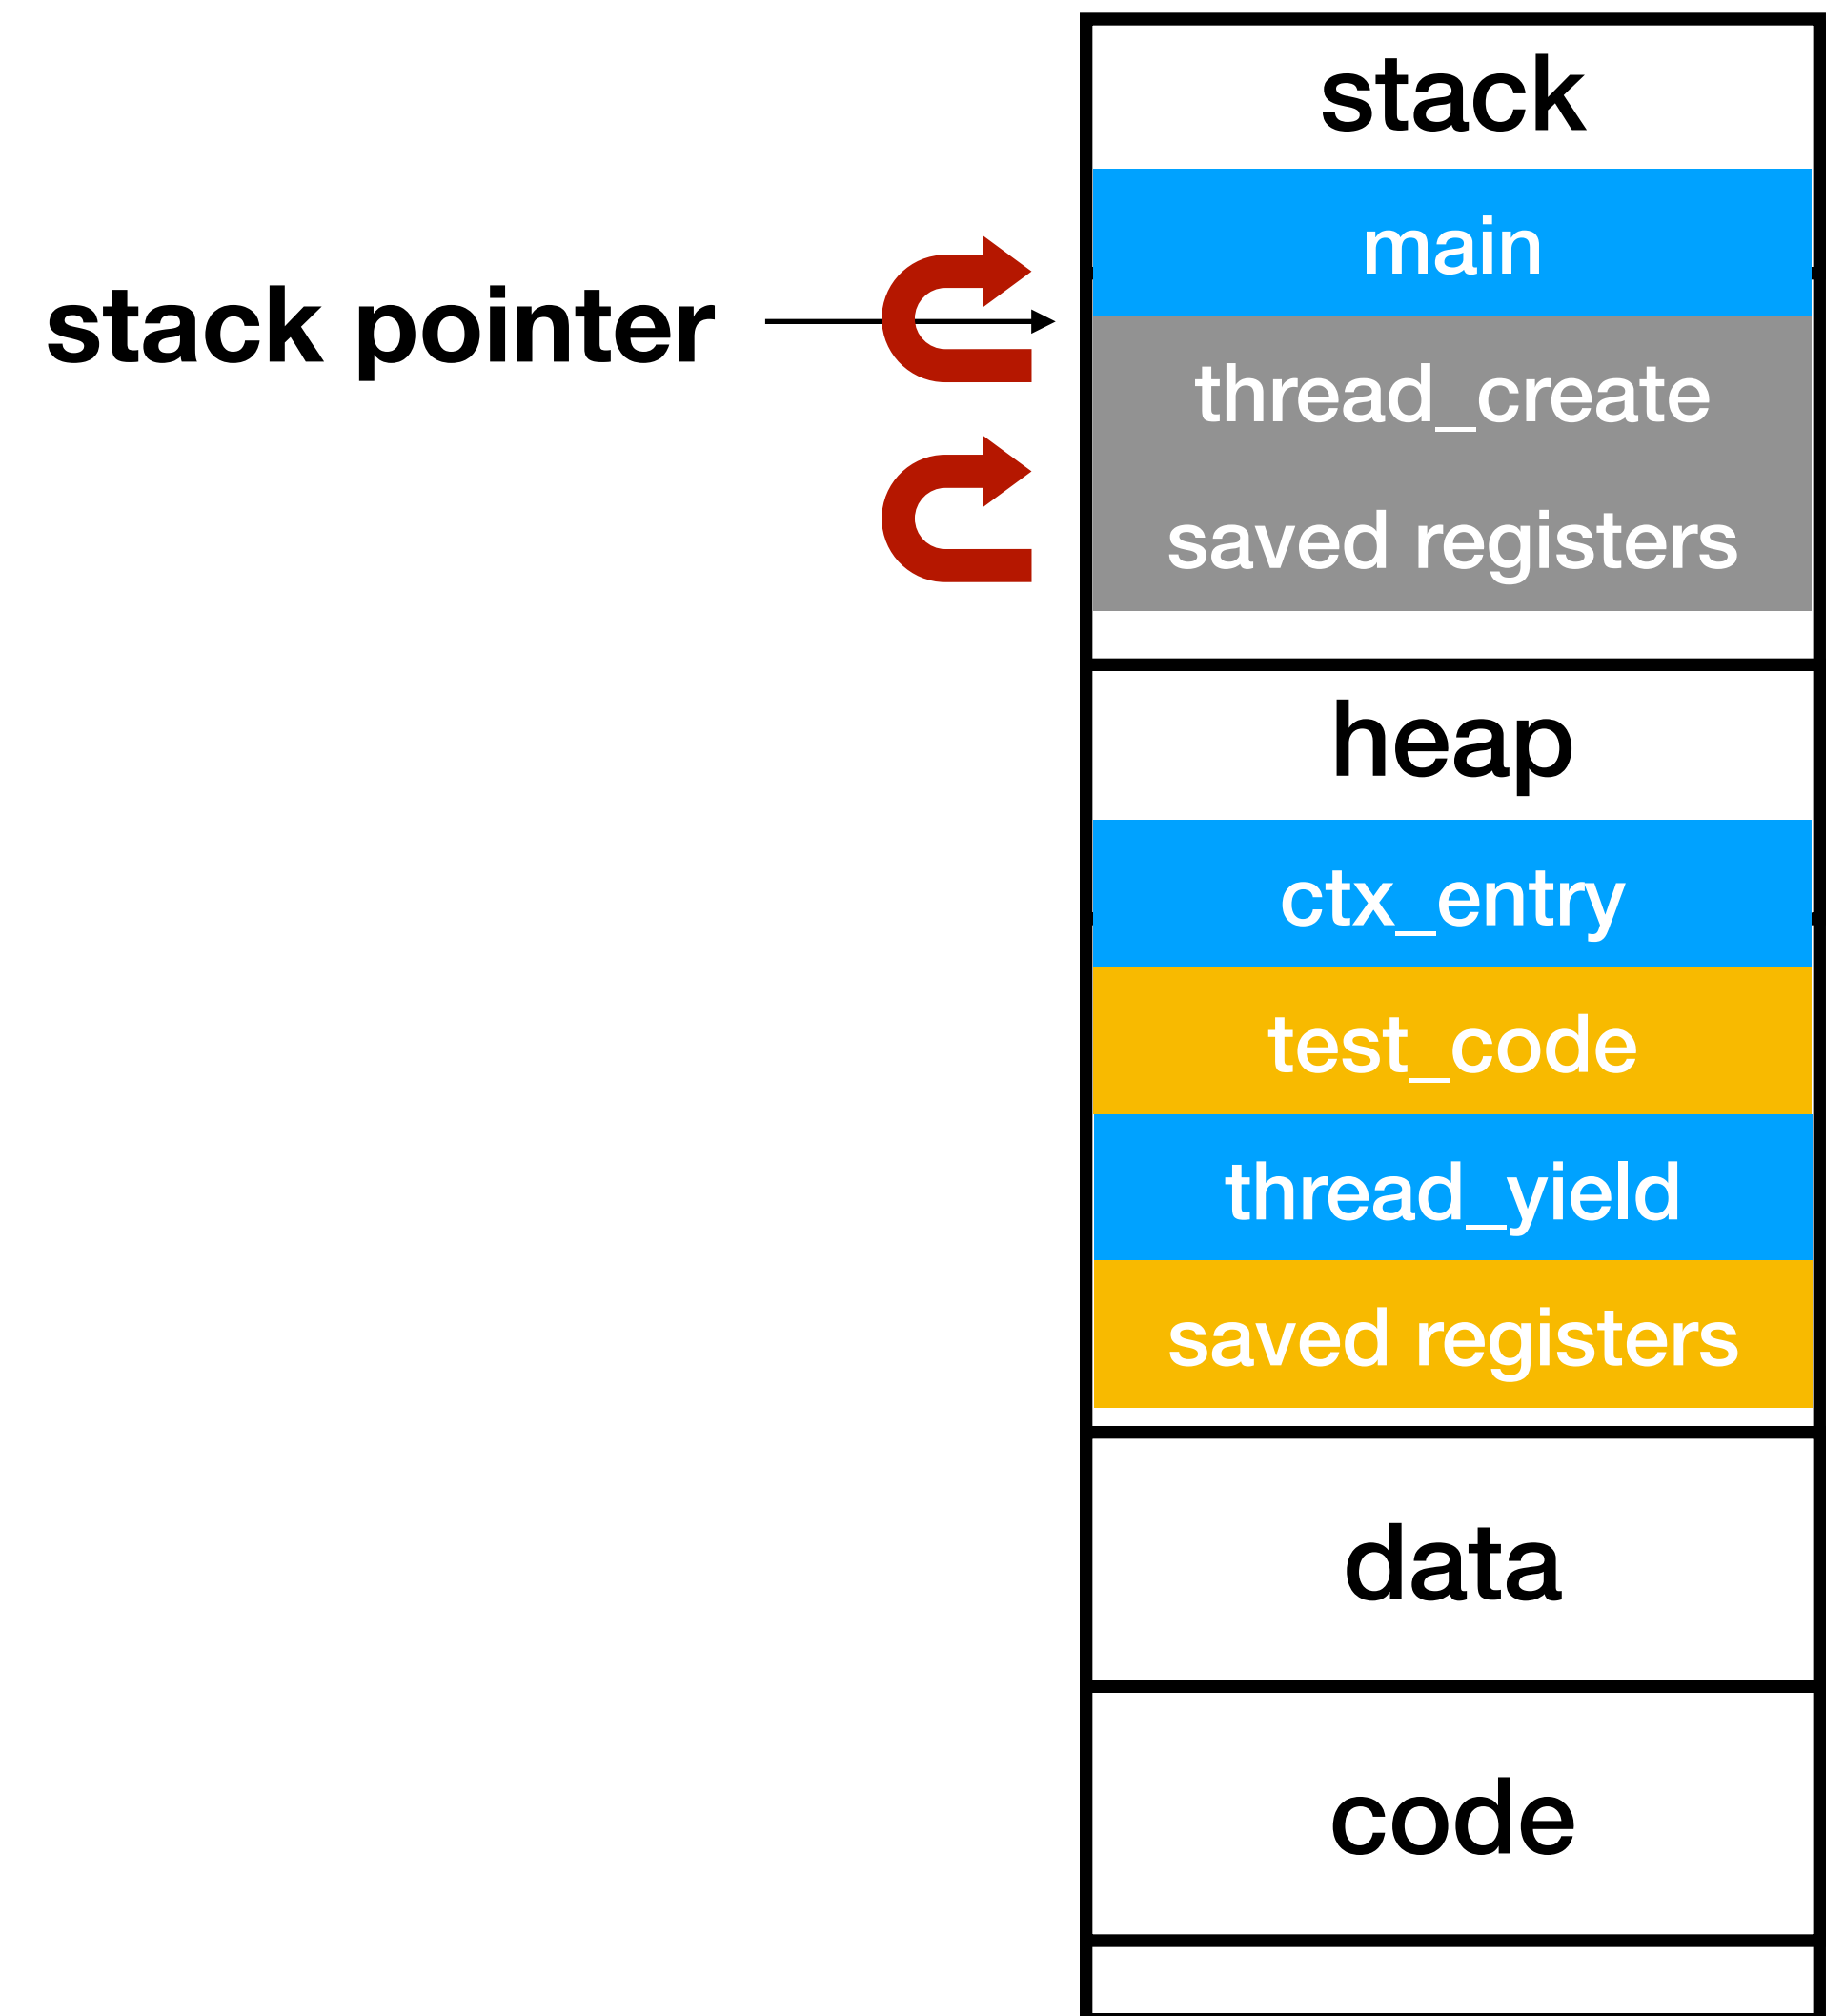 stack
main
stack pointer
thread_create
saved registers
heap
ctx_entry
test_code
thread_yield
saved registers
data
code